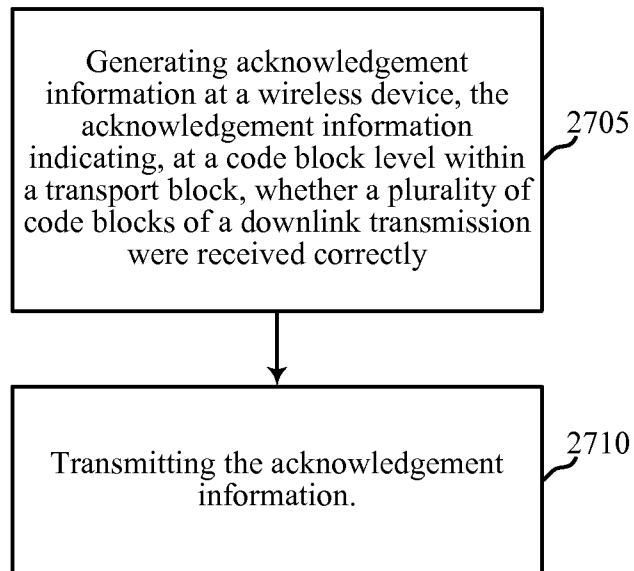 Generating acknowledgement
information at a wireless device, the
acknowledgement information
indicating, at a code block level within
a transport block, whether a plurality of
code blocks of a downlink transmission
were received correctly
2705
Transmitting the acknowledgement
information.
2710